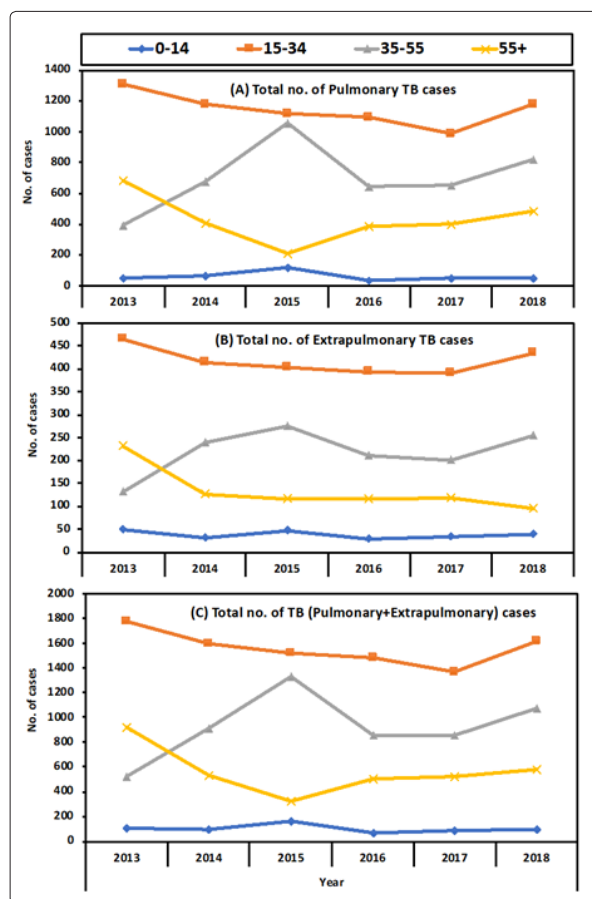 0-14 15-34 35-55 55+
(A) Total no. of Pulmonary TB cases
No. of cases
1400
1200
1000
800
600
400
200
0
2013 2014 2015 2016 2017 2018
(B) Total no. of Extrapulmonary TB cases
No. of cases
500
450
400
350
300
250
200
150
100
50
0
2013 2014 2015 2016 2017 2018
(C) Total no. of TB (Pulmonary+Extrapulmonary) cases
No. of cases
2000
1800
1600
1400
1200
1000
800
600
400
200
0
2013 2014 2015 2016 2017 2018
Year